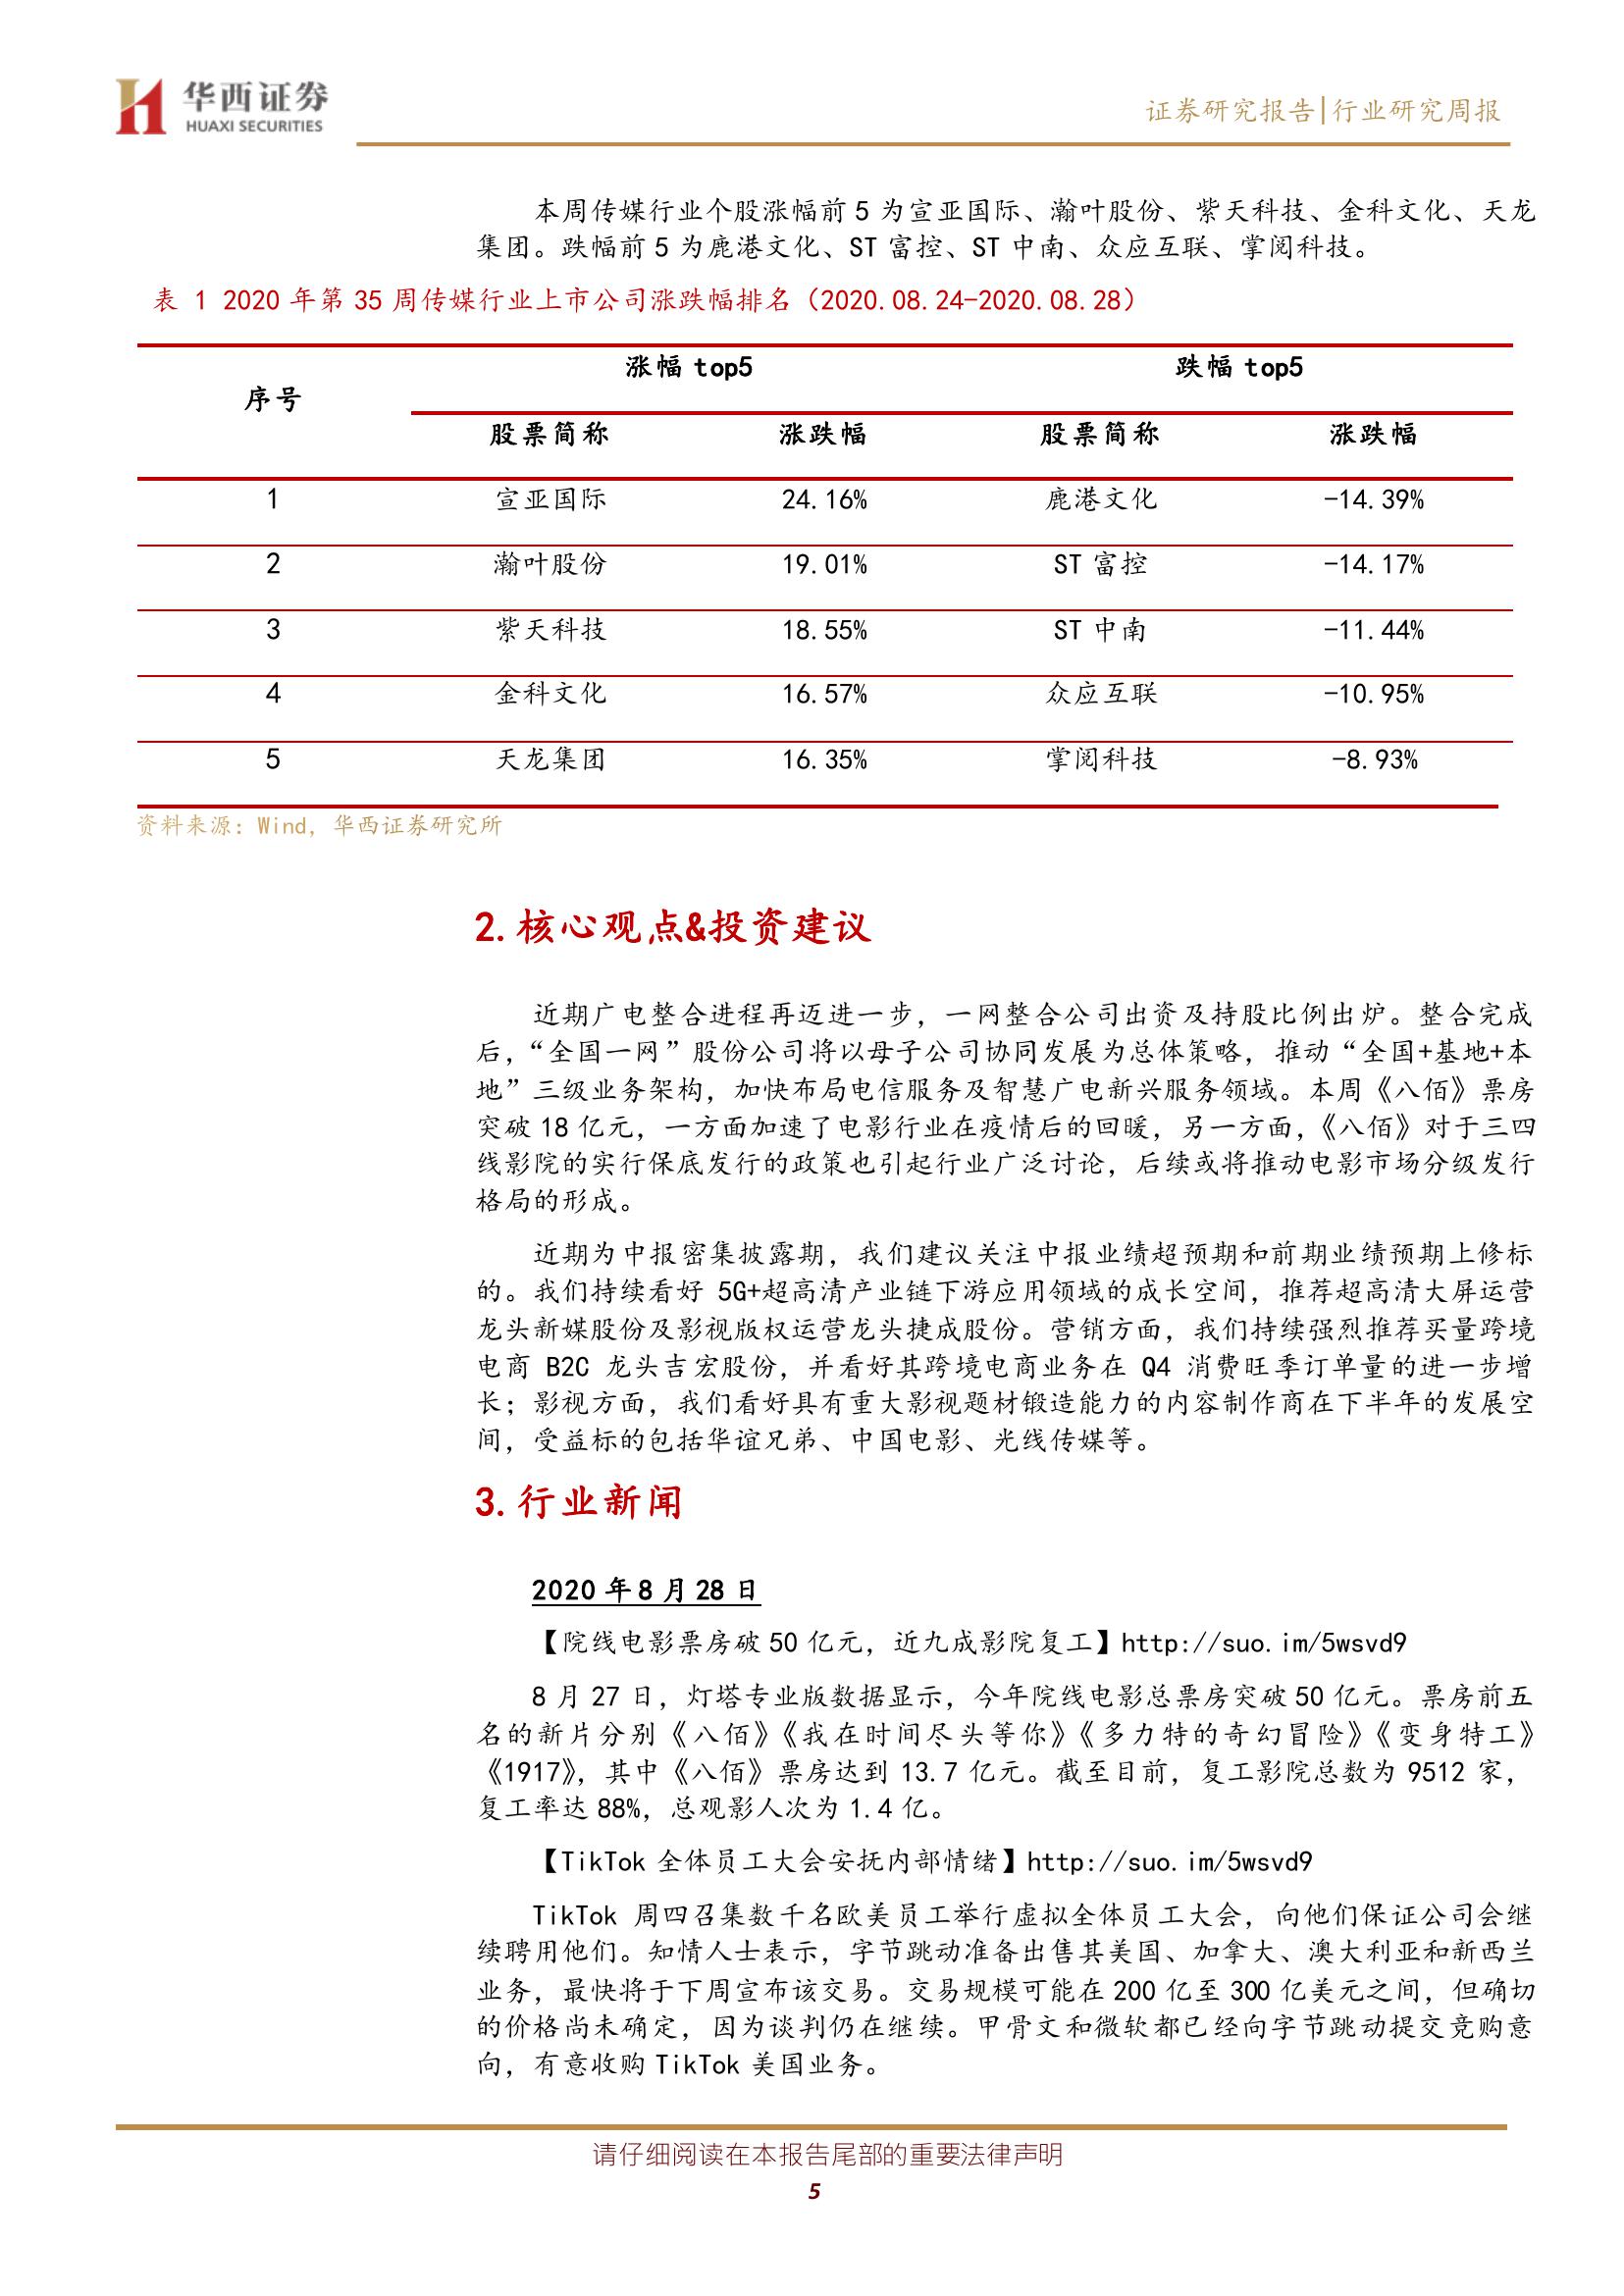 华西证券
HUAXI SECURITIES
证券研究报告|行业研究周报
本周传媒行业个股涨幅前 5 为宣亚国际、瀚叶股份、紫天科技、金科文化、天龙
集团。跌幅前 5 为鹿港文化、ST 富控、ST 中南、众应互联、掌阅科技。
表 1 2020 年第 35 周传媒行业上市公司涨跌幅排名（2020.08.24-2020.08.28）
序号 涨幅 top5 跌幅 top5
股票简称 涨跌幅 股票简称 涨跌幅
1 宣亚国际 24.16% 鹿港文化 -14.39%
2 瀚叶股份 19.01% ST 富控 -14.17%
3 紫天科技 18.55% ST 中南 -11.44%
4 金科文化 16.57% 众应互联 -10.95%
5 天龙集团 16.35% 掌阅科技 -8.93%
资料来源：Wind，华西证券研究所
2.核心观点&投资建议
近期广电整合进程再迈进一步，一网整合公司出资及持股比例出炉。整合完成
后，“全国一网”股份公司将以母子公司协同发展为总体策略，推动“全国+基地+本
地”三级业务架构，加快布局电信服务及智慧广电新兴服务领域。本周《八佰》票房
突破 18 亿元，一方面加速了电影行业在疫情后的回暖，另一方面，《八佰》对于三四
线影院的实行保底发行的政策也引起行业广泛讨论，后续或将推动电影市场分级发行
格局的形成。
近期为中报密集披露期，我们建议关注中报业绩超预期和前期业绩预期上修标
的。我们持续看好 5G+超高清产业链下游应用领域的成长空间，推荐超高清大屏运营
龙头新媒股份及影视版权运营龙头捷成股份。营销方面，我们持续强烈推荐买量跨境
电商 B2C 龙头吉宏股份，并看好其跨境电商业务在 Q4 消费旺季订单量的进一步增
长；影视方面，我们看好具有重大影视题材锻造能力的内容制作商在下半年的发展空
间，受益标的包括华谊兄弟、中国电影、光线传媒等。
3.行业新闻
2020 年 8 月 28 日
【院线电影票房破 50 亿元，近九成影院复工】http://suo.im/5wsvd9
8 月 27 日，灯塔专业版数据显示，今年院线电影总票房突破 50 亿元。票房前五
名的新片分别《八佰》《我在时间尽头等你》《多力特的奇幻冒险》《变身特工》
《1917》，其中《八佰》票房达到 13.7 亿元。截至目前，复工影院总数为 9512 家，
复工率达 88%，总观影人次为 1.4 亿。
【TikTok 全体员工大会安抚内部情绪】http://suo.im/5wsvd9
TikTok 周四召集数千名欧美员工举行虚拟全体员工大会，向他们保证公司会继
续聘用他们。知情人士表示，字节跳动准备出售其美国、加拿大、澳大利亚和新西兰
业务，最快将于下周宣布该交易。交易规模可能在 200 亿至 300 亿美元之间，但确切
的价格尚未确定，因为谈判仍在继续。甲骨文和微软都已经向字节跳动提交竞购意
向，有意收购 TikTok 美国业务。
请仔细阅读在本报告尾部的重要法律声明
5